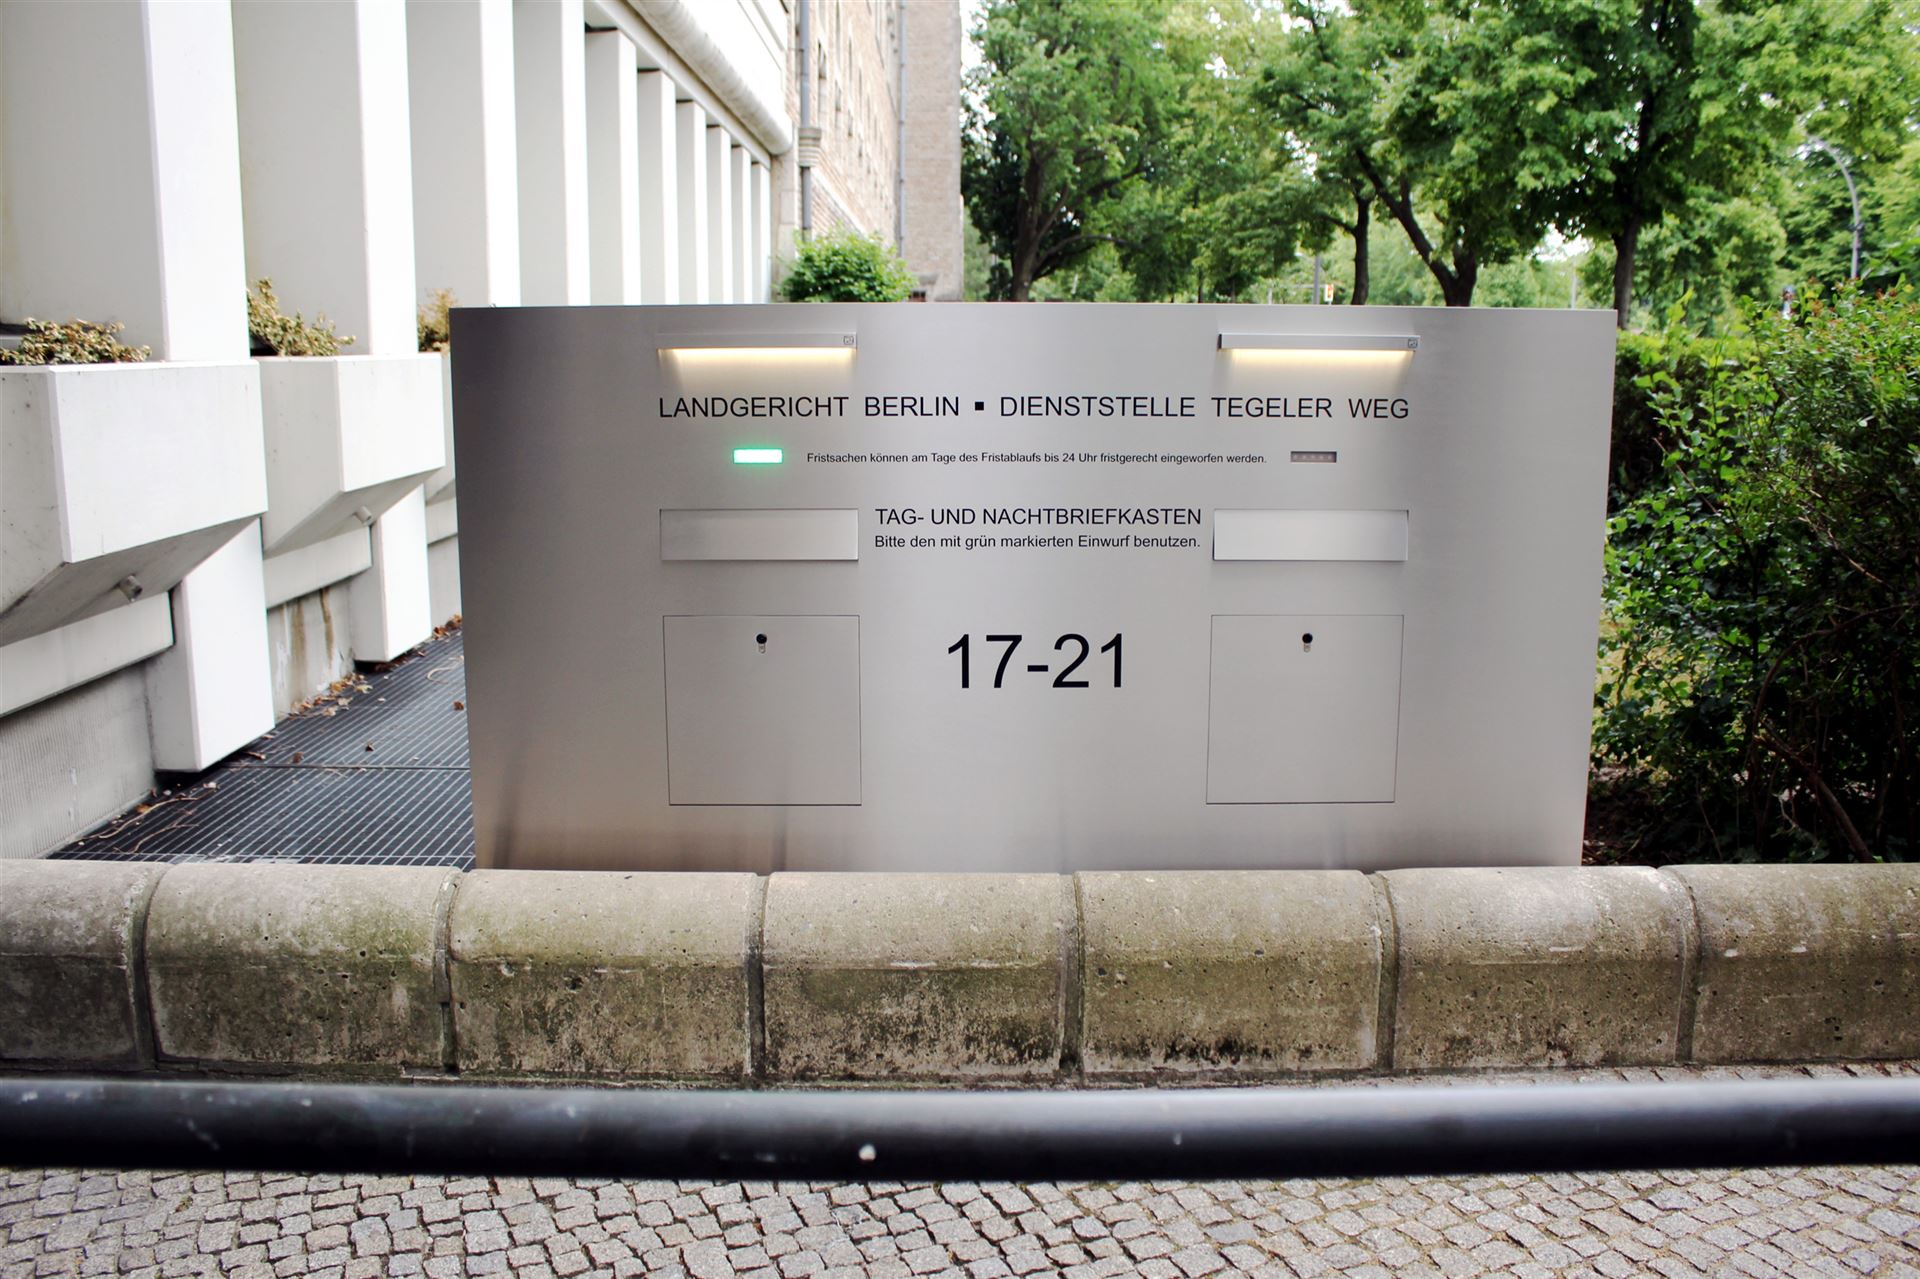 LANDGERICHT BERLIN ▪ DIENSTSTELLE TEGELER WEG
Fristsachen können am Tage des Fristablaufs bis 24 Uhr fristgerecht eingeworfen werden.
TAG- UND NACHTBRIEFKASTEN
Bitte den mit grün markierten Einwurf benutzen.
17-21